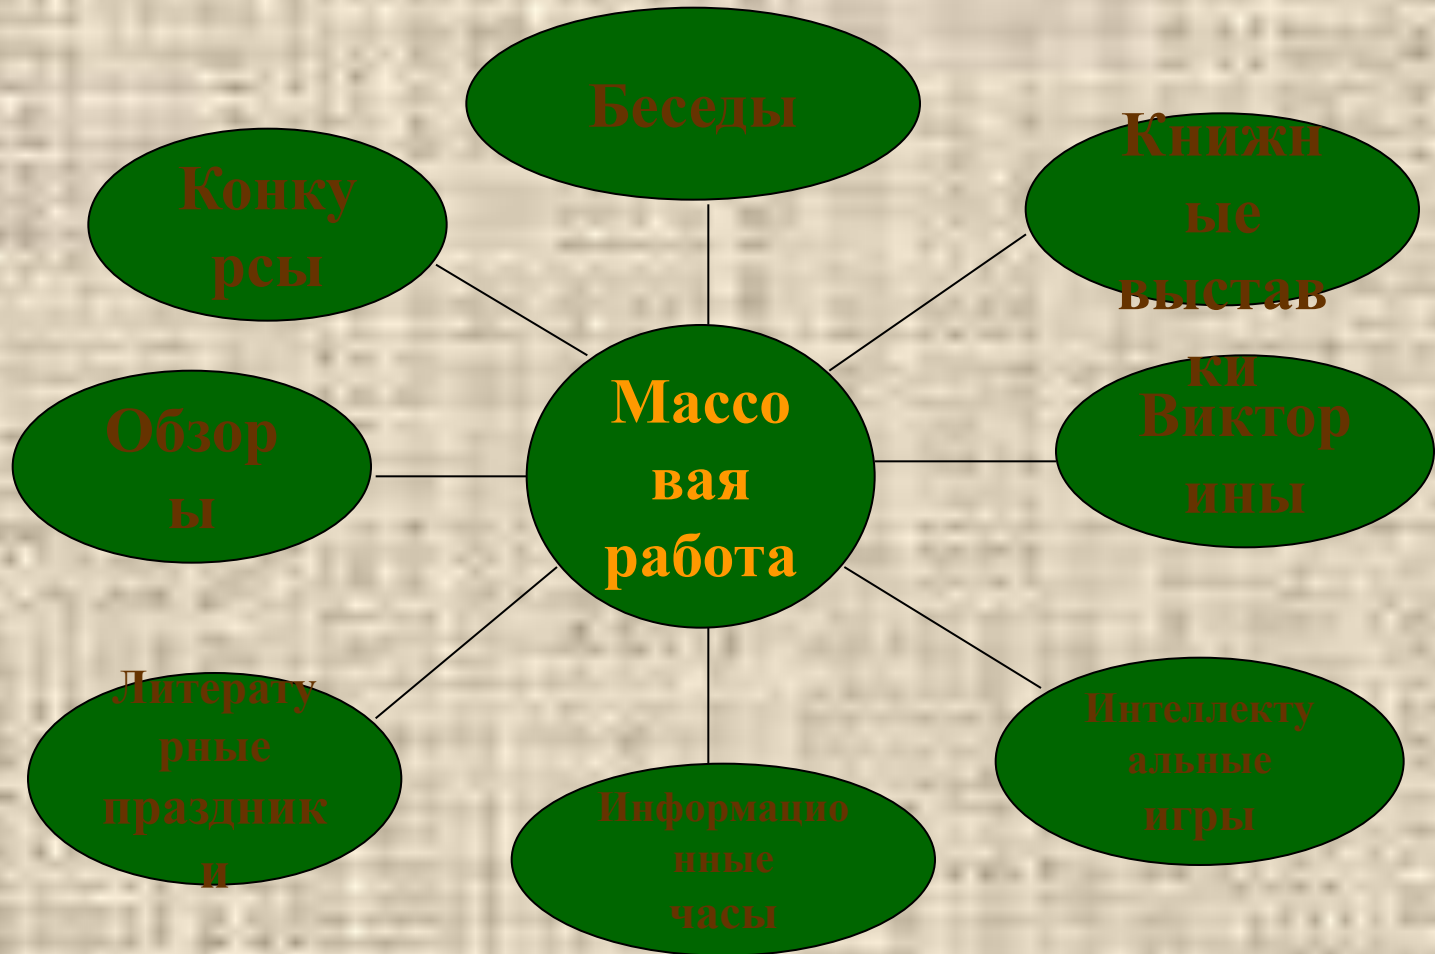 Беседы
Книжн
ые
выстав
ки
Конку
рсы
Массо
вая
работа
Обзор
ы
Виктор
ины
Литерату
рные
праздник
и
Интеллекту
альные
игры
Информацио
нные
часы